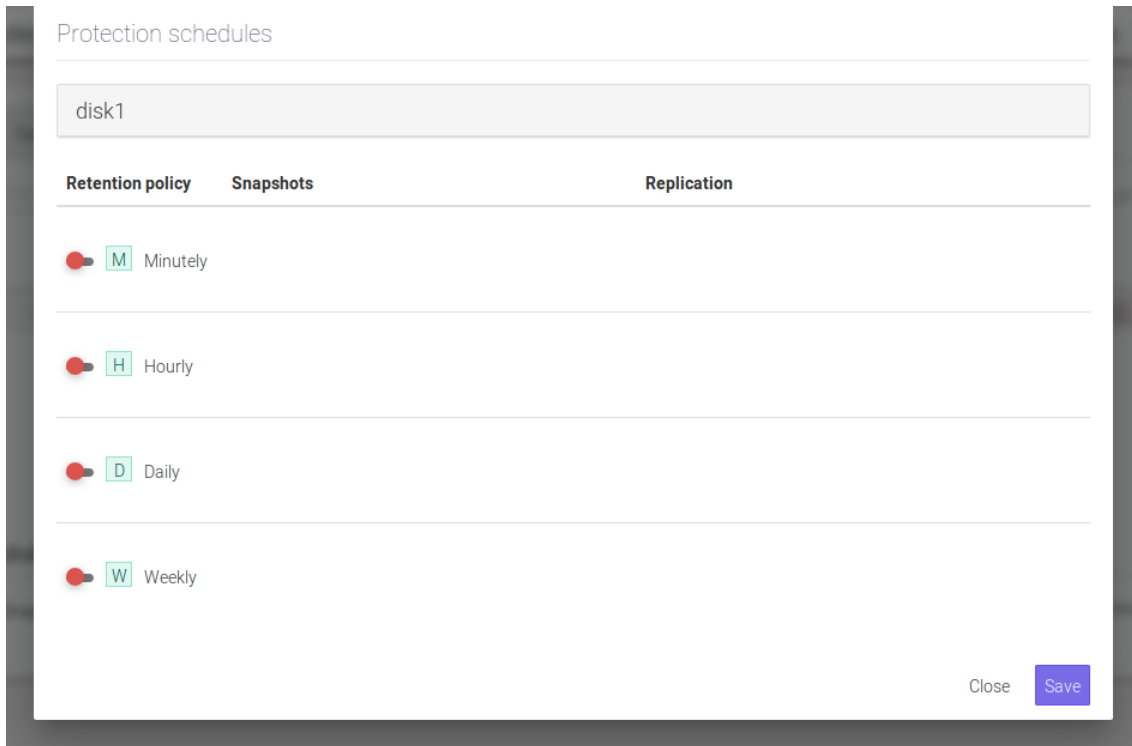 Protection schedules
disk1
Retention policy Snapshots Replication
M Minutely
H Hourly
D Daily
W Weekly
Close Save